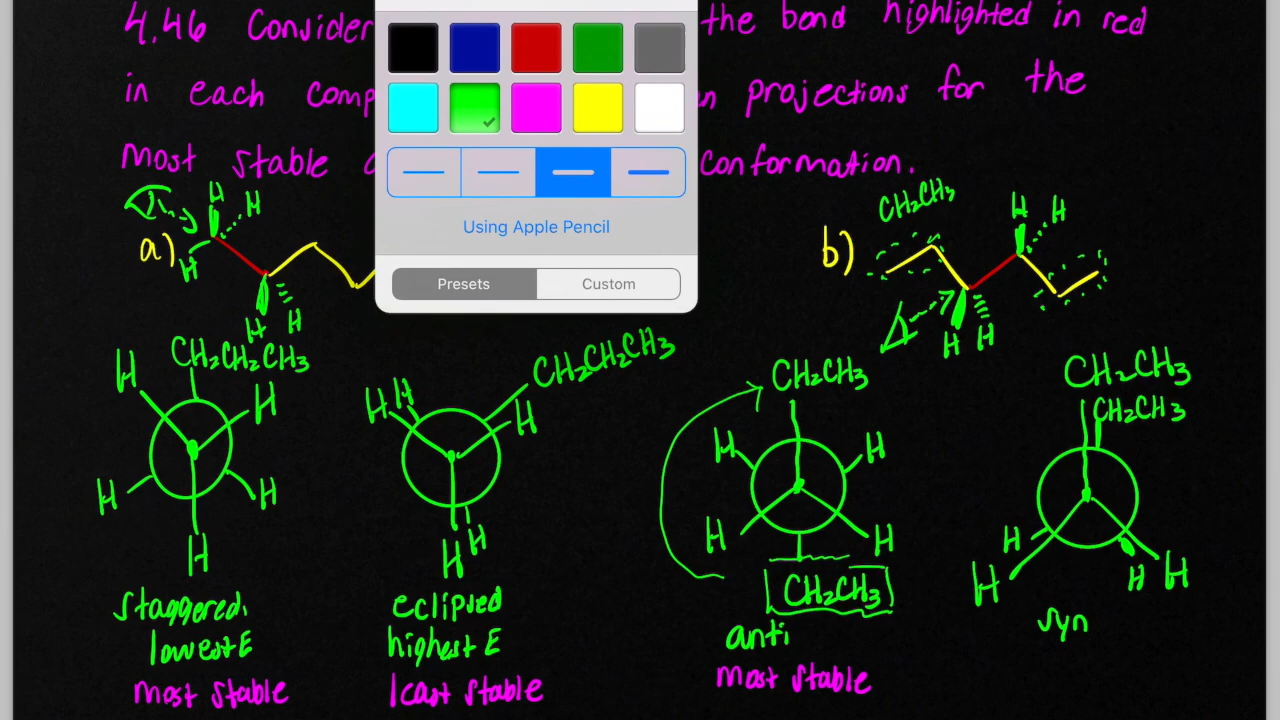 4.46 Consider the bond highlighted in red
in each comp n projections for the
most stable conformation.
Using Apple Pencil
Presets Custom
a)
H H
H
H H
b)
CH2CH3
H H
H H
H
CH2CH2CH3
H
H
H
H
H H
CH2CH2CH3
H
H H
CH2CH3
H
H
H
H
CH2CH3
CH2CH3
CH2CH3
H
H
H
H
staggered,
lowest E
most stable
eclipsed
highest E
least stable
anti
most stable
syn